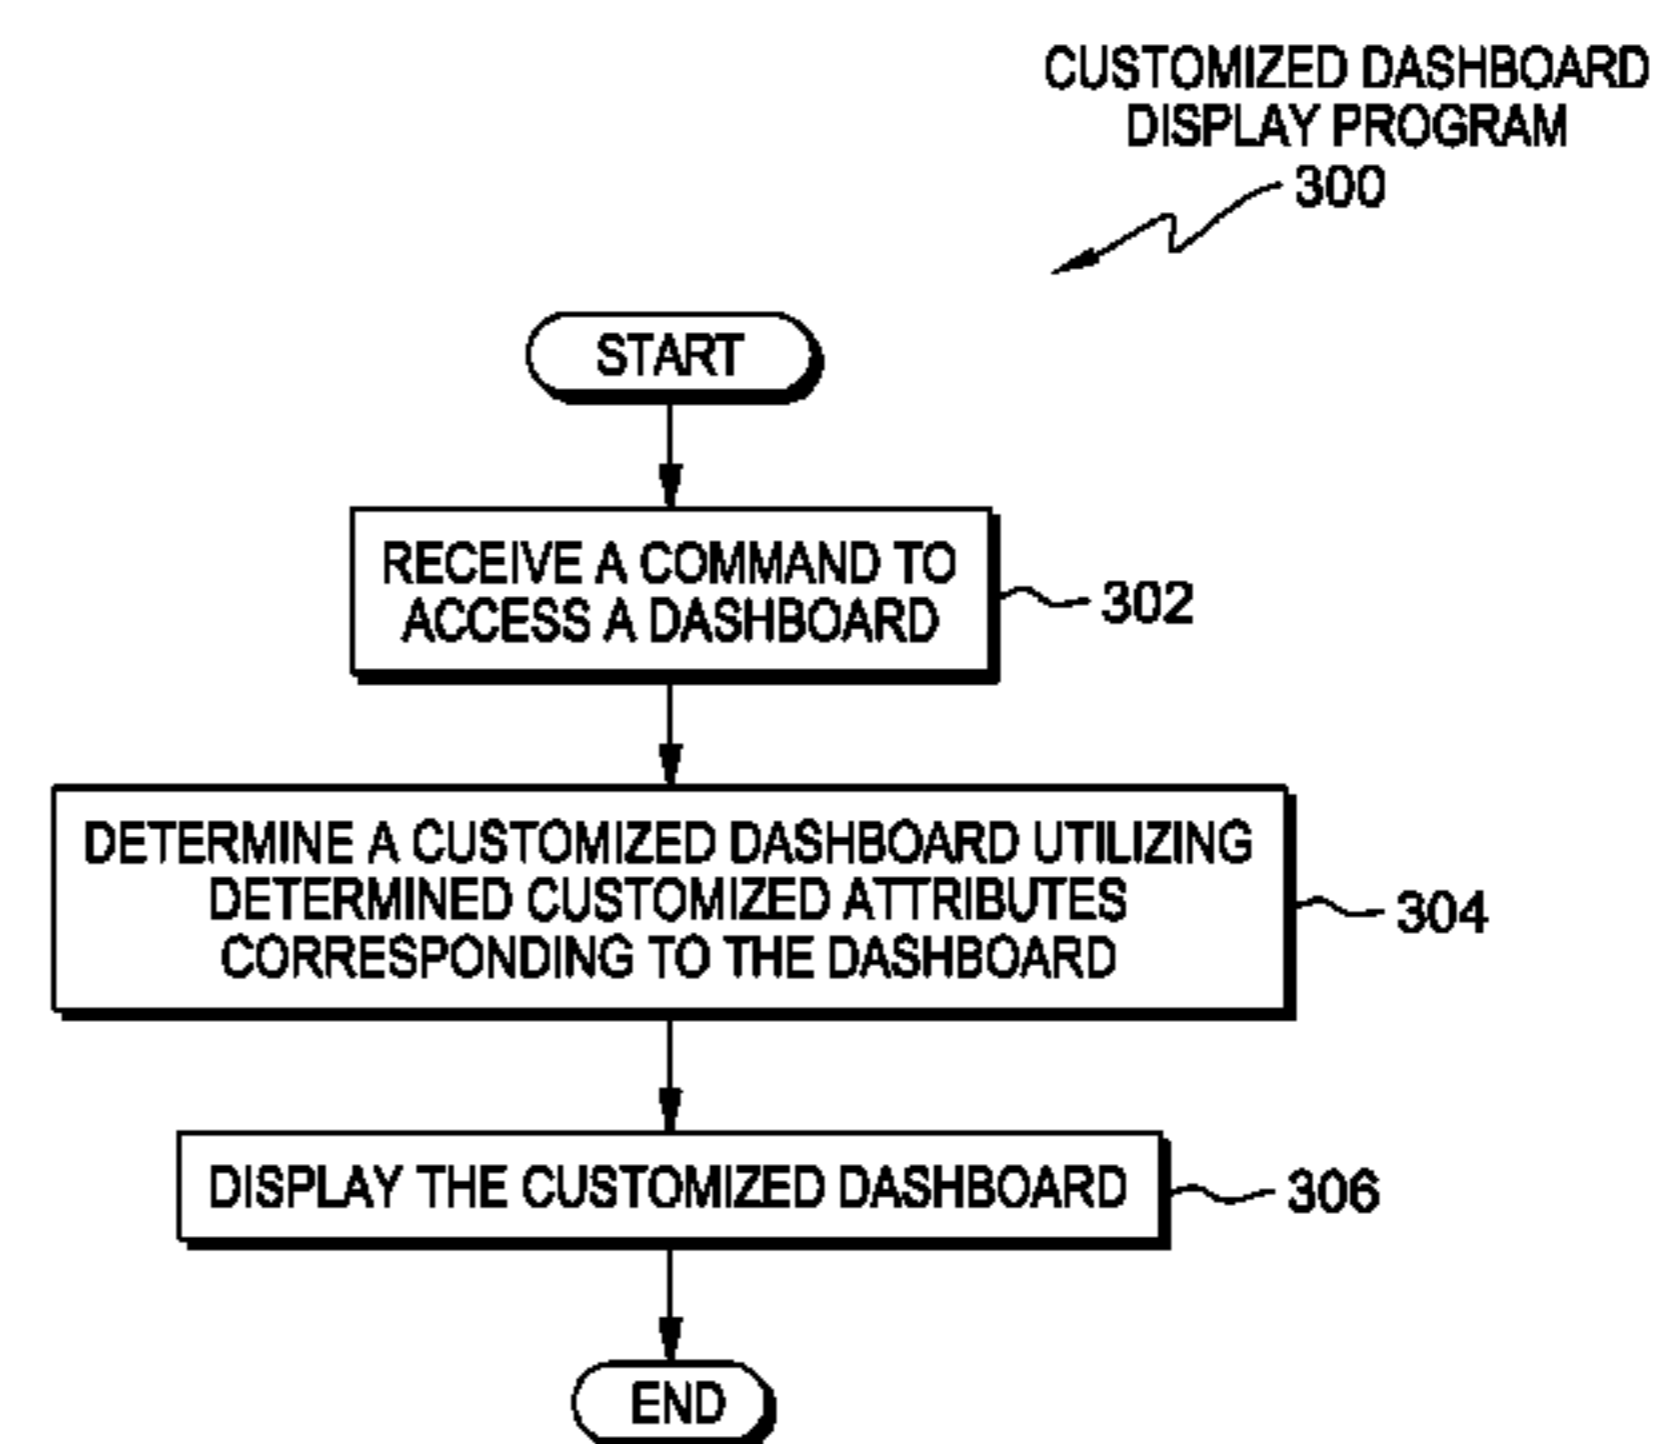 CUSTOMIZED DASHBOARD
DISPLAY PROGRAM
300
START
RECEIVE A COMMAND TO
ACCESS A DASHBOARD
302
DETERMINE A CUSTOMIZED DASHBOARD UTILIZING
DETERMINED CUSTOMIZED ATTRIBUTES
CORRESPONDING TO THE DASHBOARD
304
DISPLAY THE CUSTOMIZED DASHBOARD
306
END